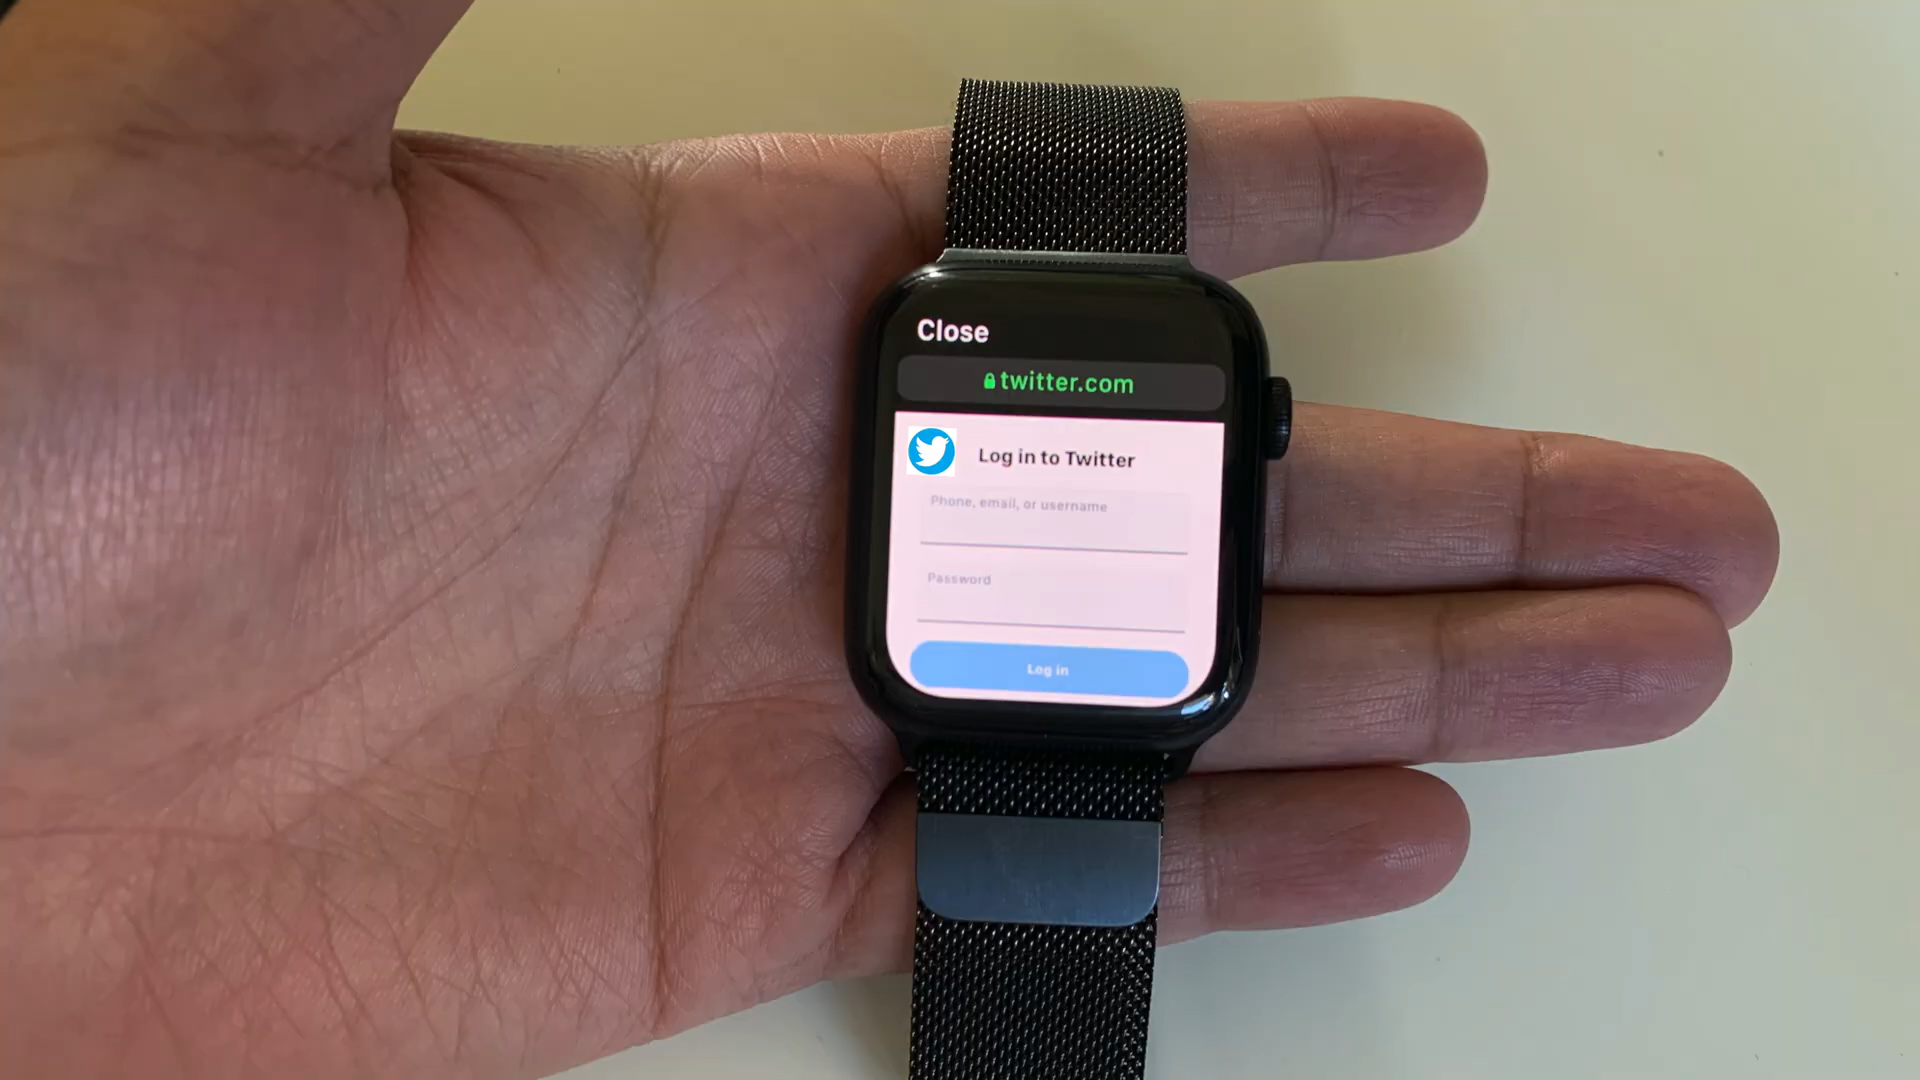 Close
twitter.com
Log in to Twitter
Phone, email, or username
Password
Log in